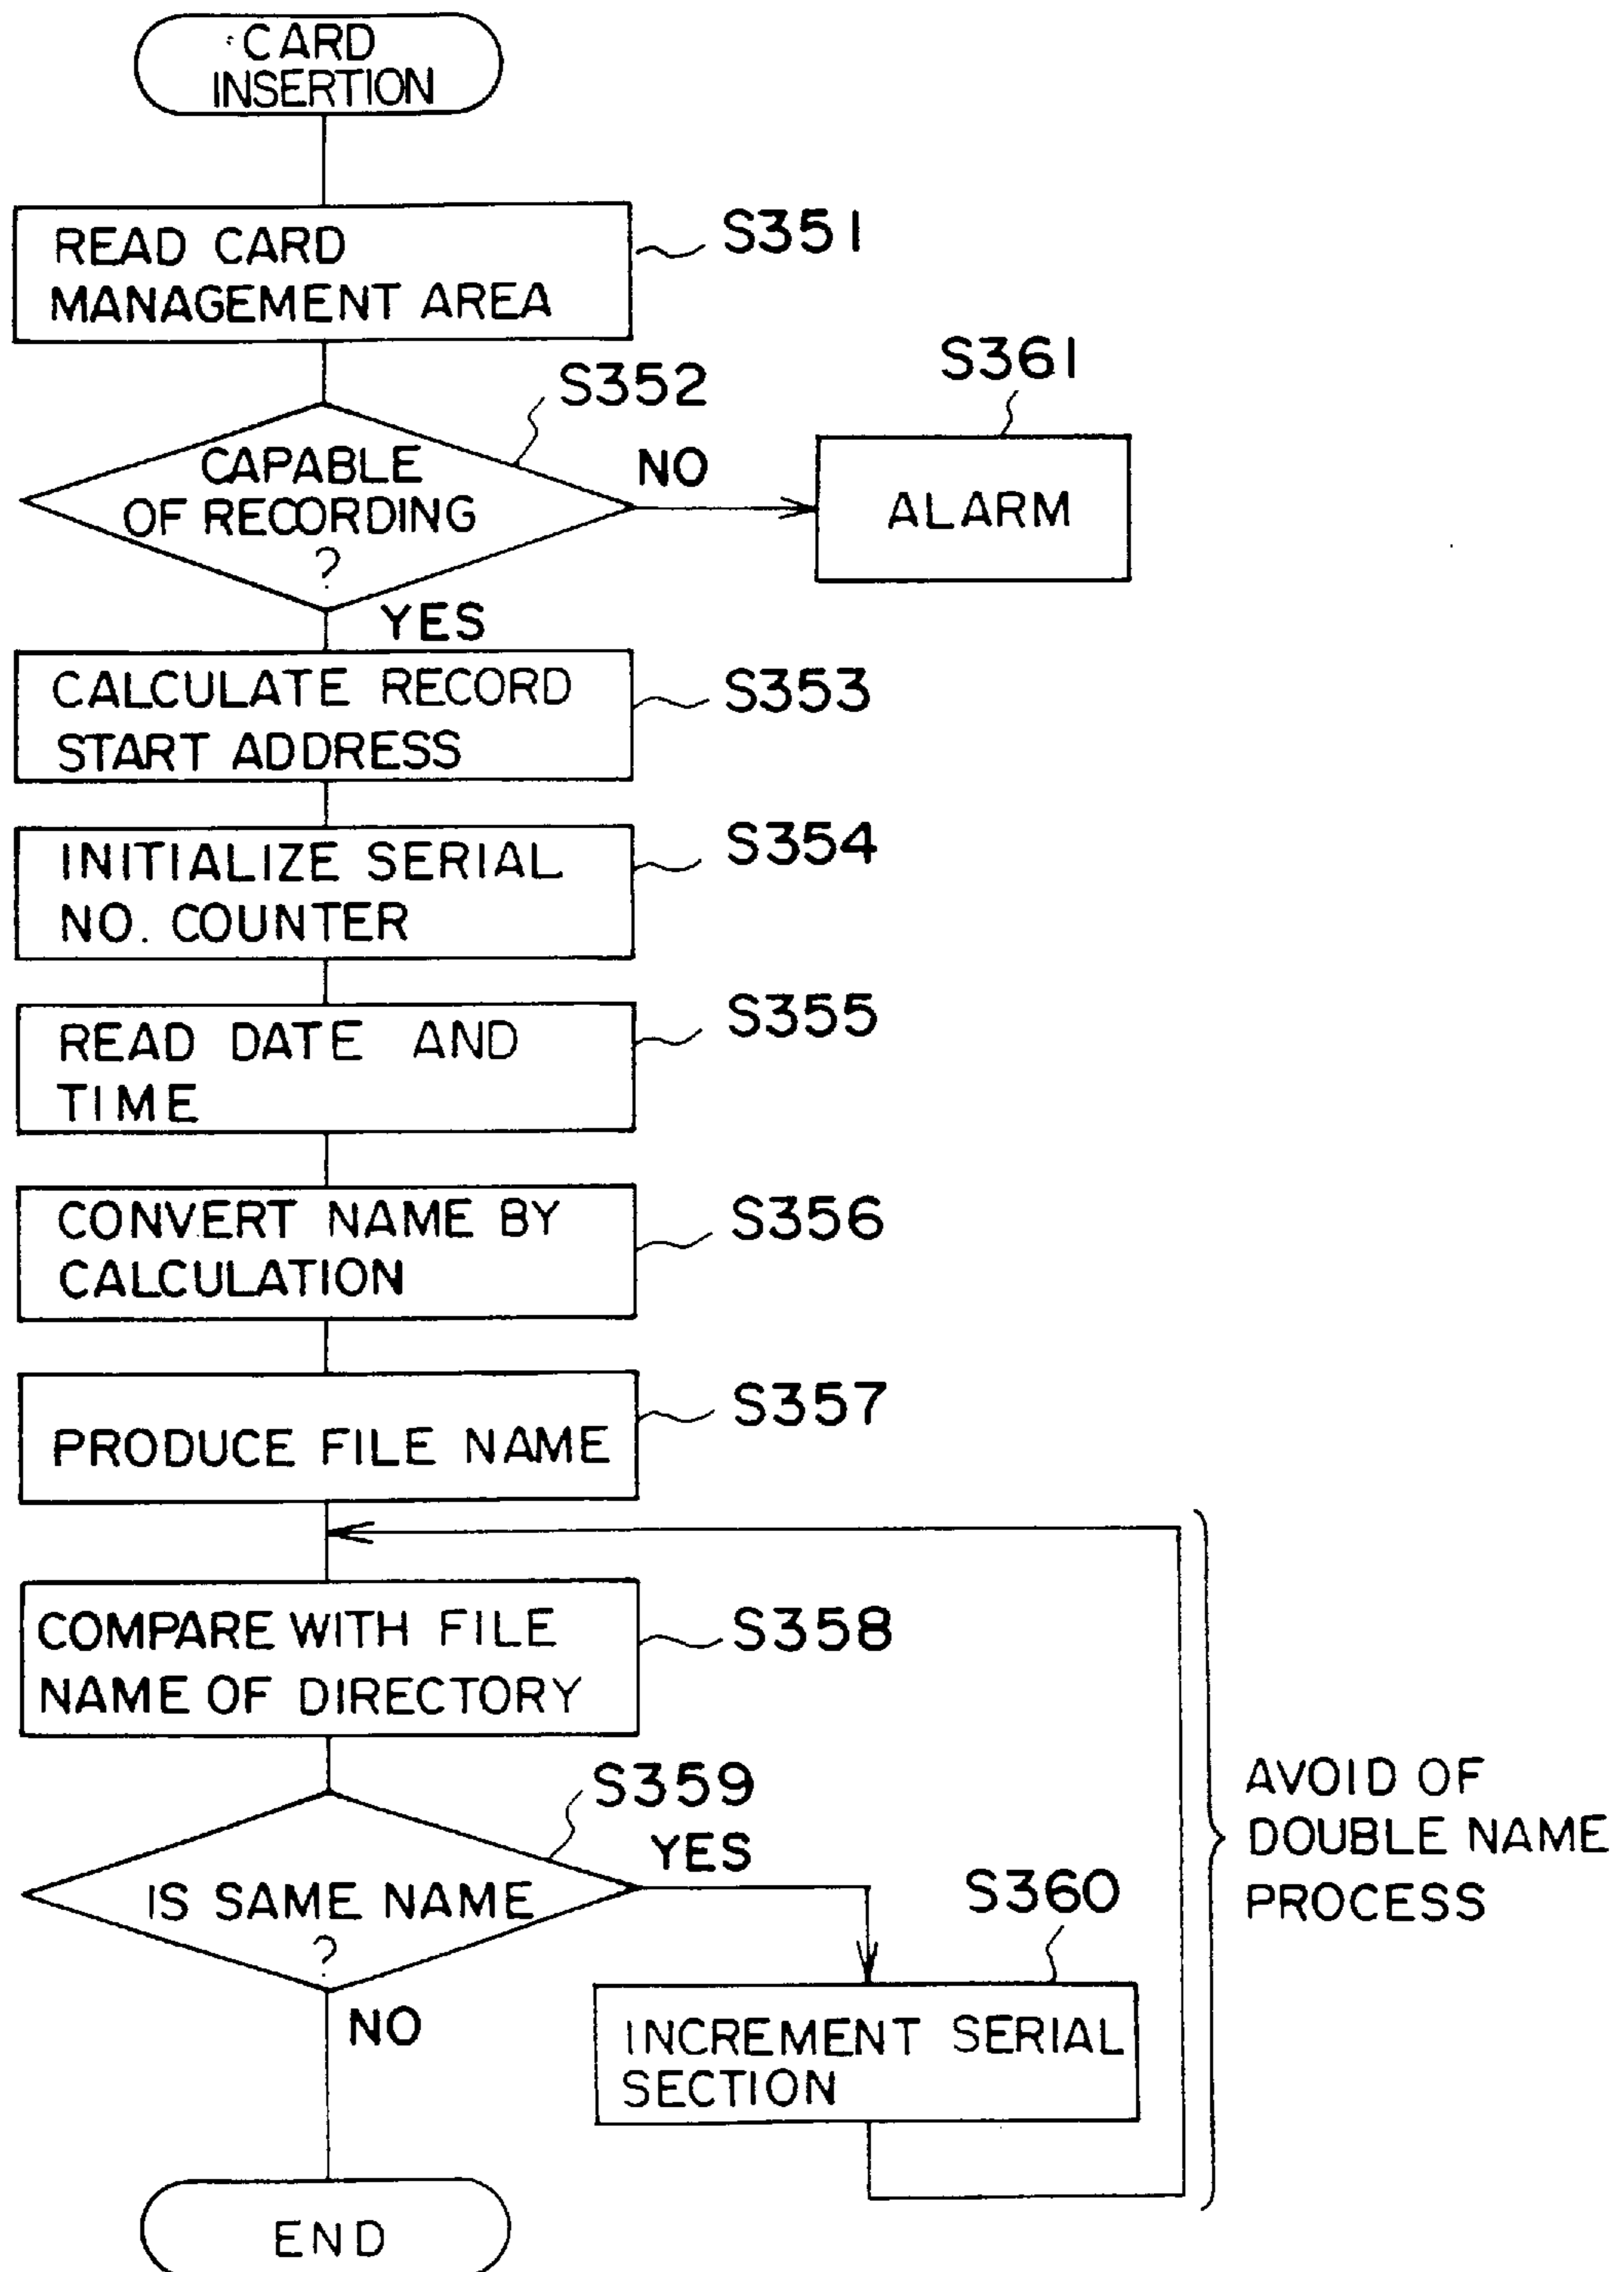 CARD
INSERTION
READ CARD
MANAGEMENT AREA
S351
S352
CAPABLE
OF RECORDING
?
NO
S361
ALARM
YES
CALCULATE RECORD
START ADDRESS
S353
INITIALIZE SERIAL
NO. COUNTER
S354
READ DATE AND
TIME
S355
CONVERT NAME BY
CALCULATION
S356
PRODUCE FILE NAME
S357
COMPARE WITH FILE
NAME OF DIRECTORY
S358
S359
IS SAME NAME
?
YES
NO
S360
INCREMENT SERIAL
SECTION
AVOID OF
DOUBLE NAME
PROCESS
END